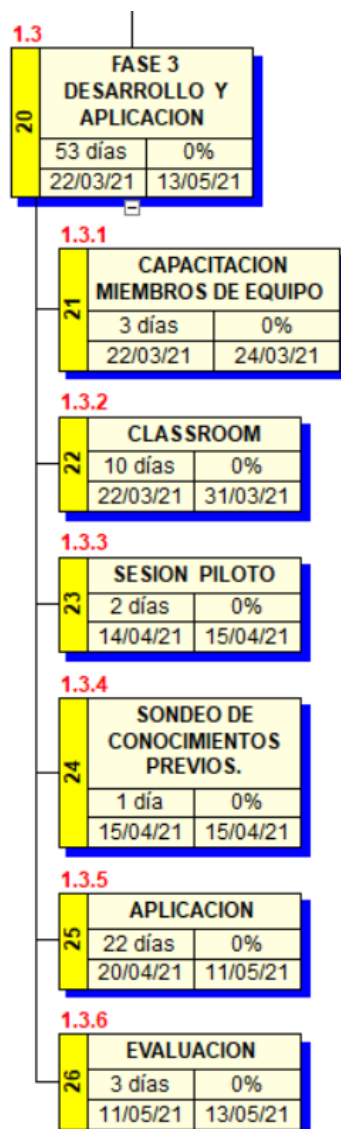 1.3
20
FASE 3
DESARROLLO Y
APLICACION
53 días 0%
22/03/21 13/05/21
1.3.1
21
CAPACITACION
MIEMBROS DE EQUIPO
3 días 0%
22/03/21 24/03/21
1.3.2
22
CLASSROOM
10 días 0%
22/03/21 31/03/21
1.3.3
23
SESION PILOTO
2 días 0%
14/04/21 15/04/21
1.3.4
24
SONDEO DE
CONOCIMIENTOS
PREVIOS.
1 día 0%
15/04/21 15/04/21
1.3.5
25
APLICACION
22 días 0%
20/04/21 11/05/21
1.3.6
26
EVALUACION
3 días 0%
11/05/21 13/05/21